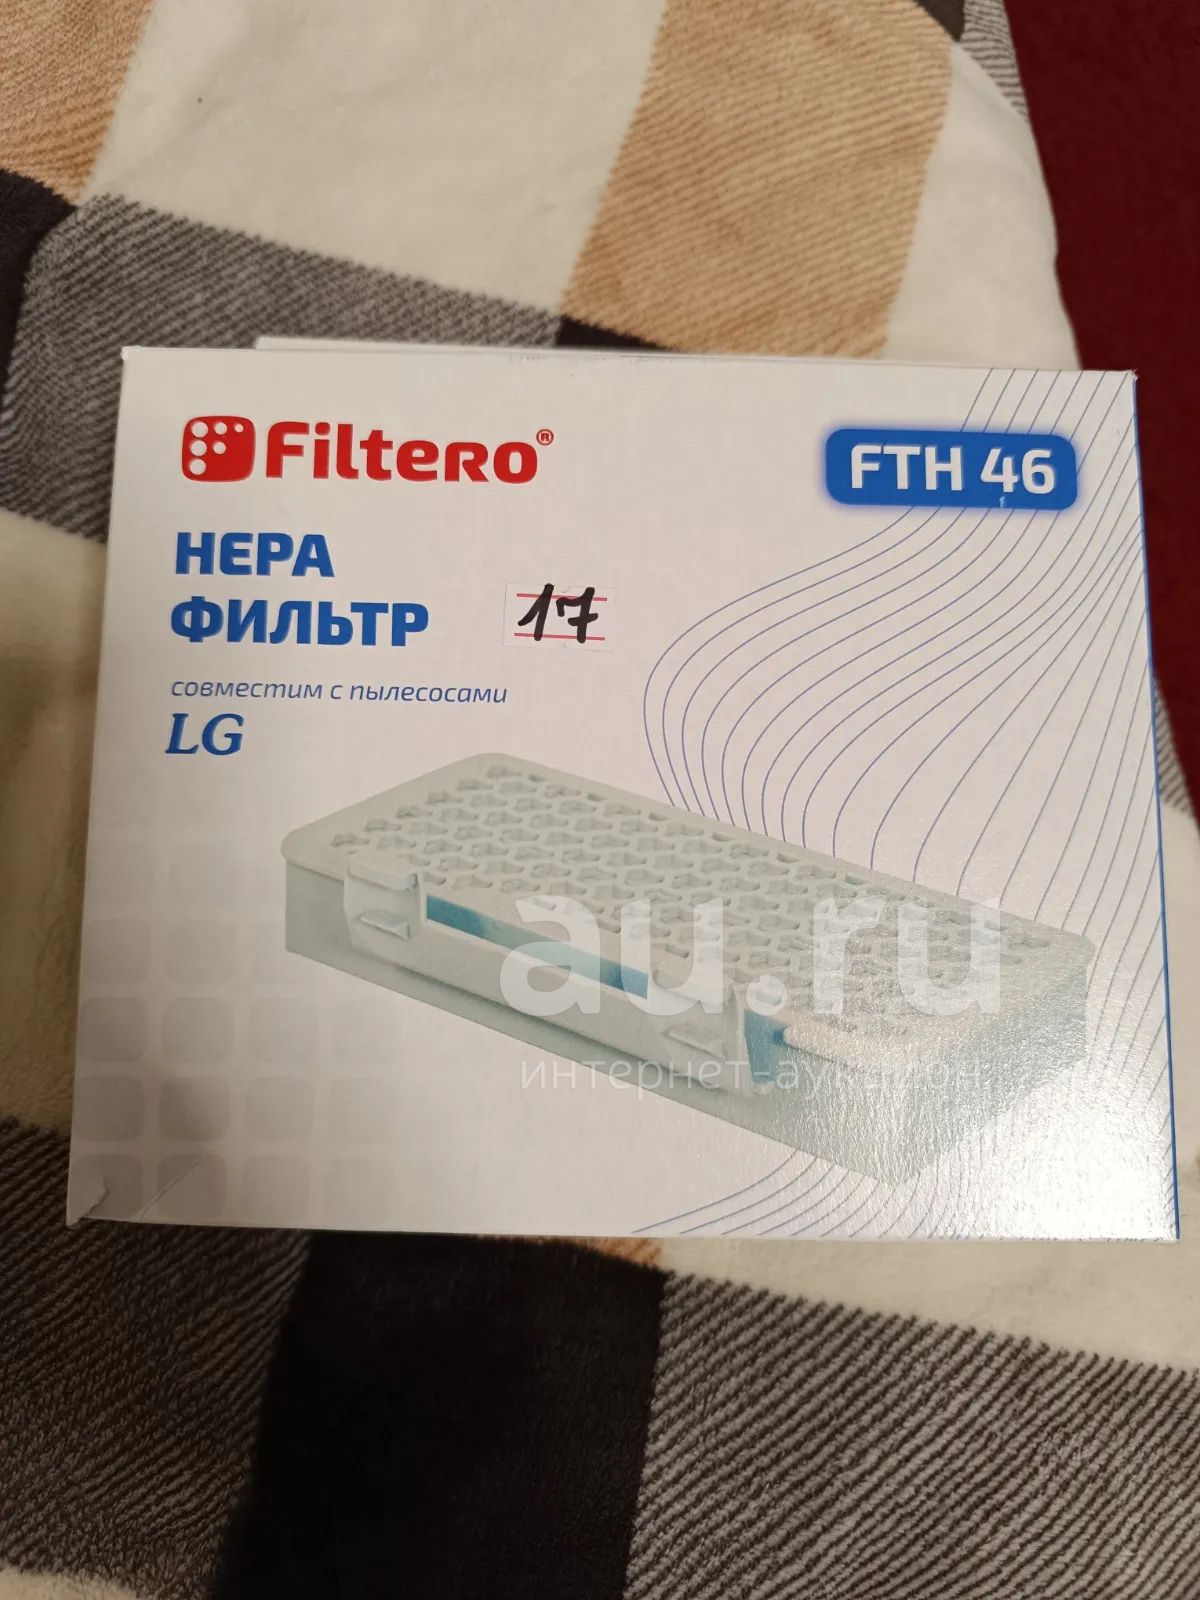 Filtero®
FTH 46
HEPA
ФИЛЬТР
17
совместим с пылесосами
LG
au.ru
интернет-аукцион